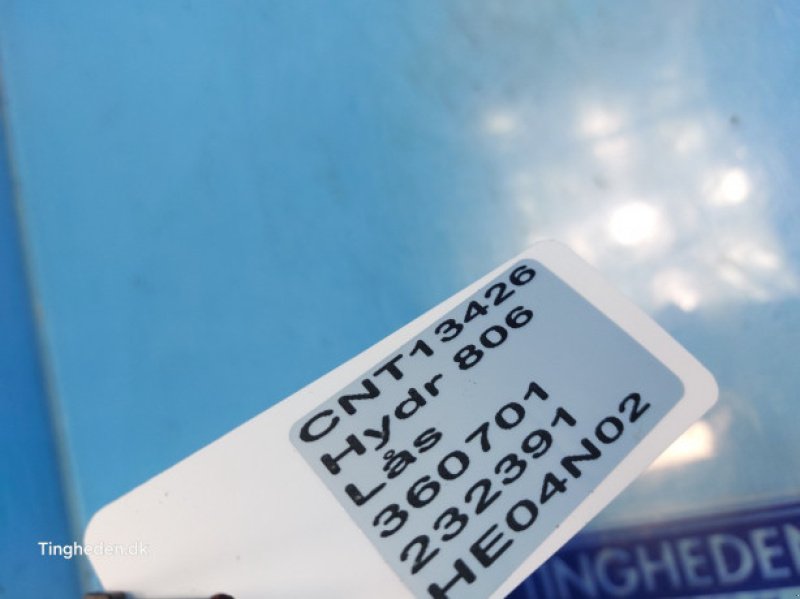 CNT13426
Hydr 806
Lås
360701
232391
HE04N02
TINGHEDEN
Tingheden.dk